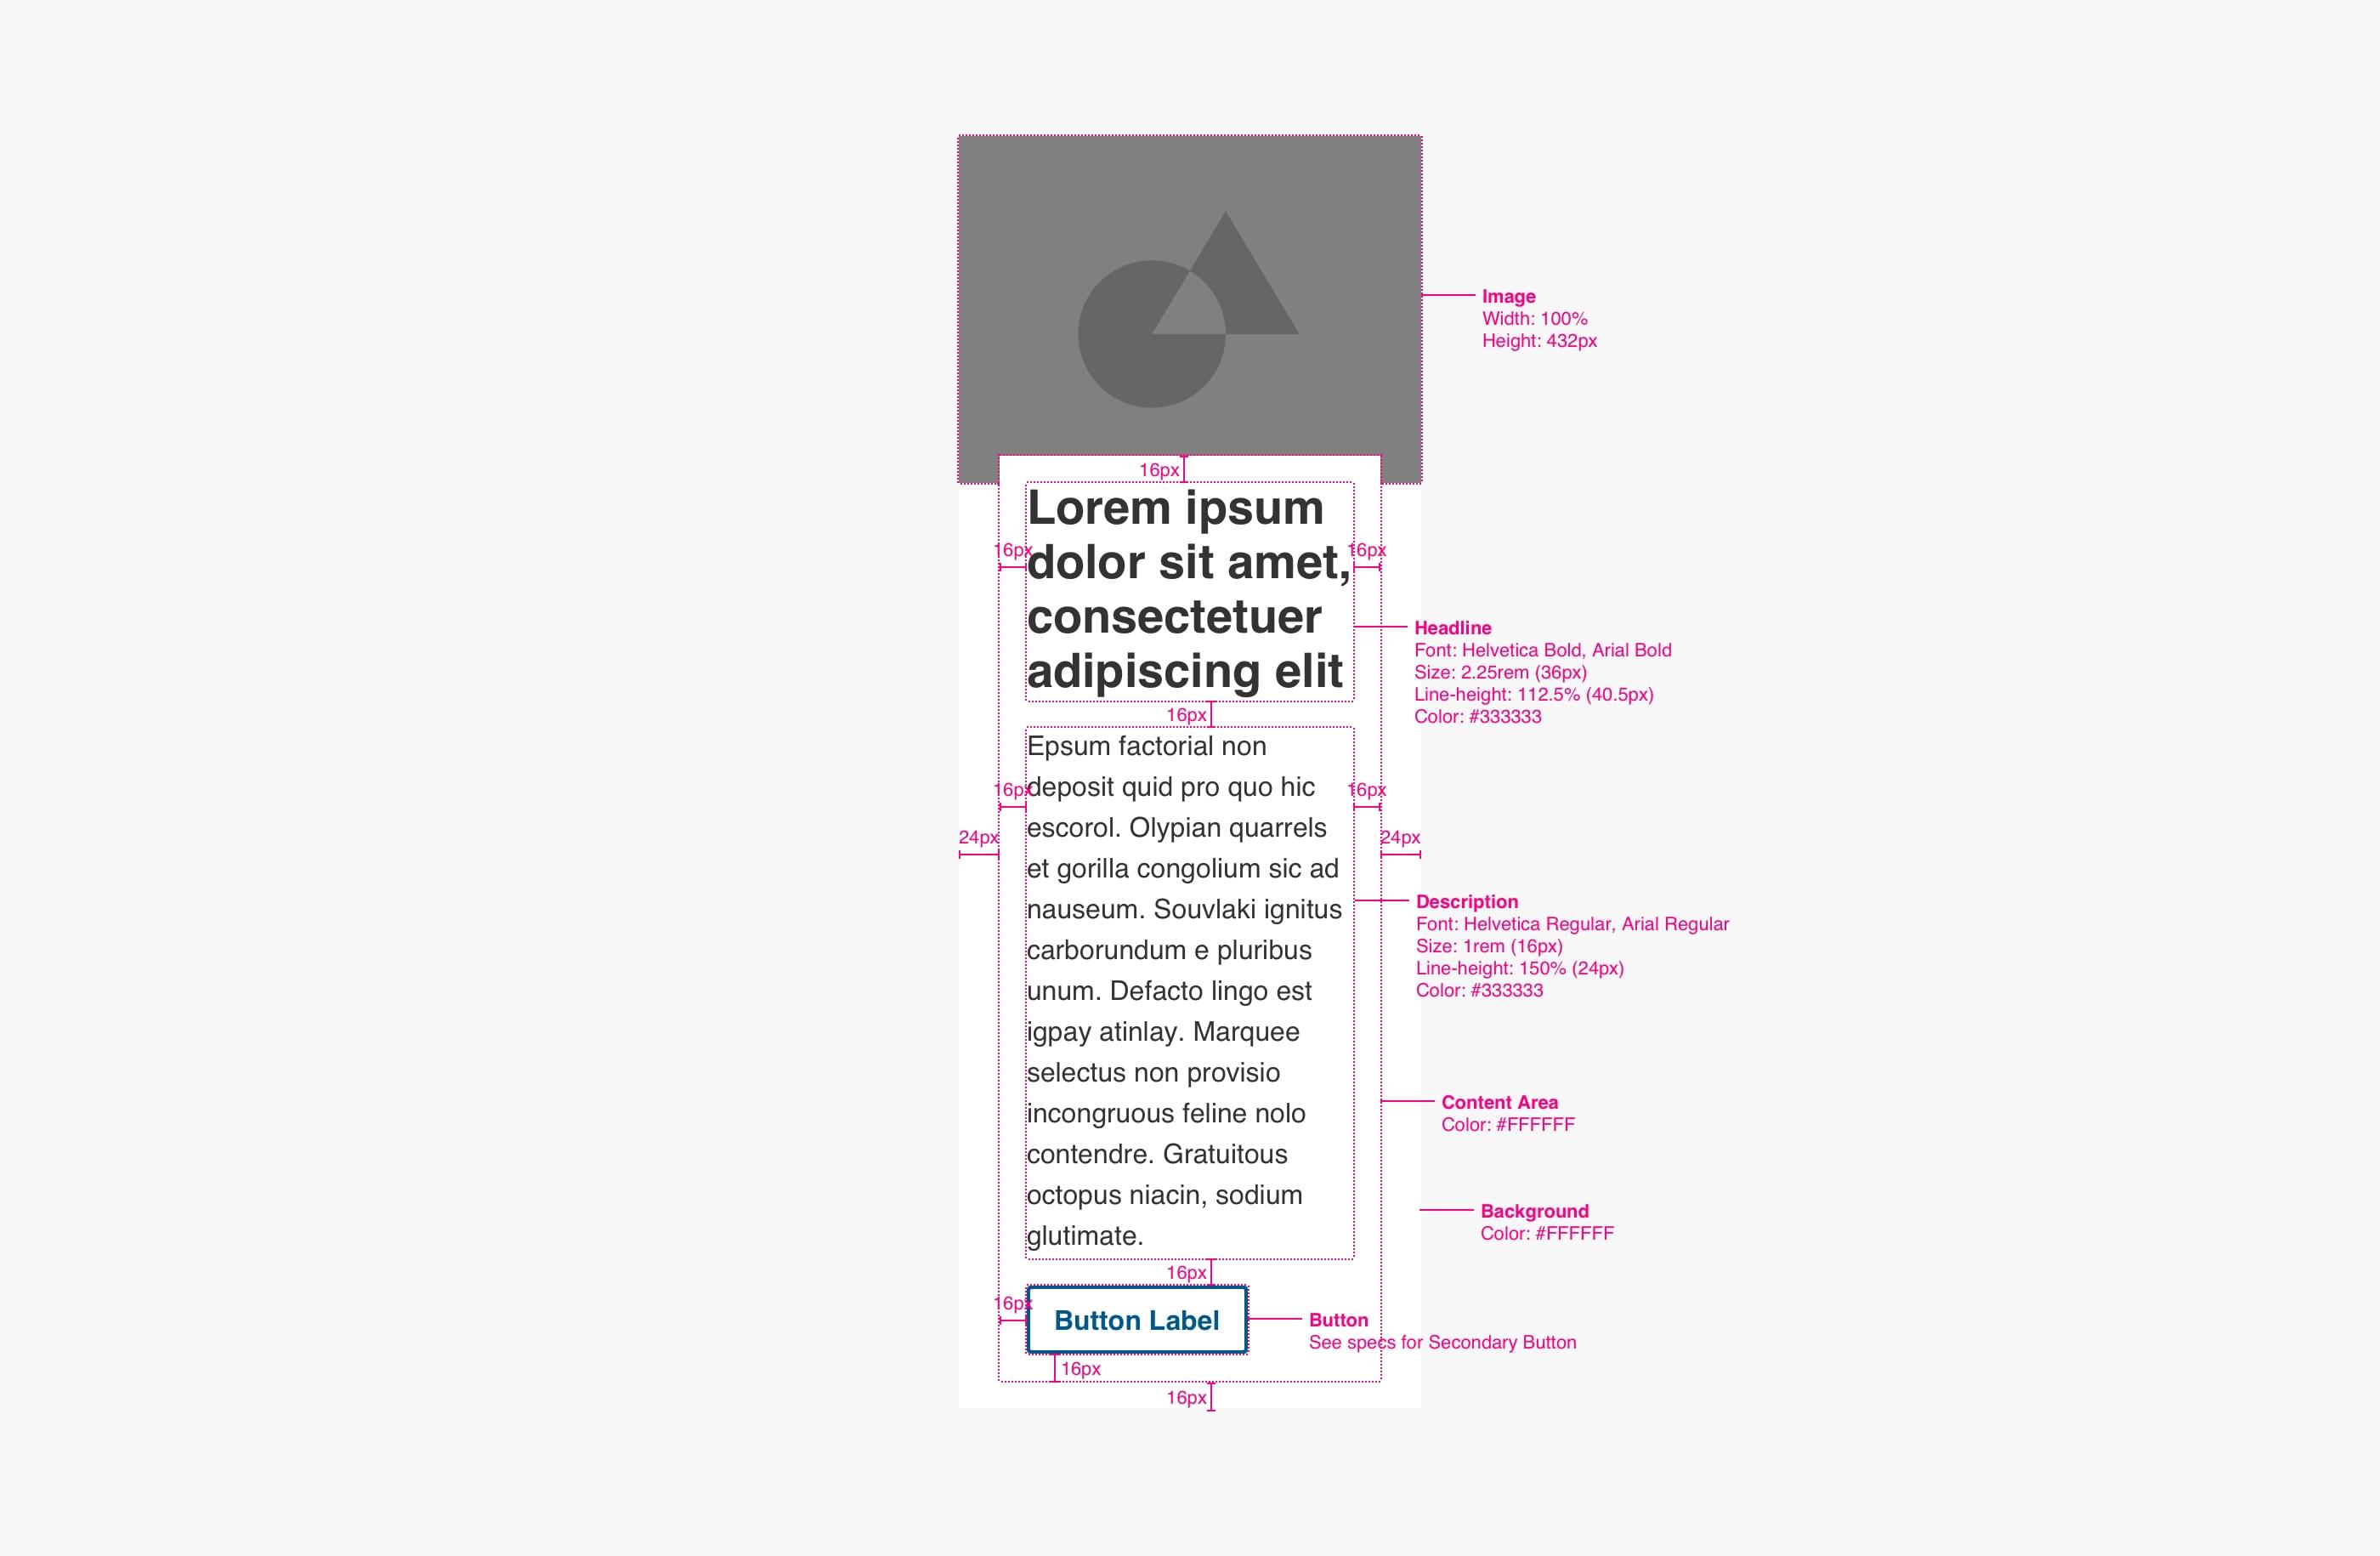 Image
Width: 100%
Height: 432px
16px
Lorem ipsum
dolor sit amet,
consectetuer
adipiscing elit
16px
16px
Headline
Font: Helvetica Bold, Arial Bold
Size: 2.25rem (36px)
Line-height: 112.5% (40.5px)
Color: #333333
16px
Epsum factorial non
deposit quid pro quo hic
escorol. Olypian quarrels
et gorilla congolium sic ad
nauseum. Souvlaki ignitus
carborundum e pluribus
unum. Defacto lingo est
igpay atinlay. Marquee
selectus non provisio
incongruous feline nolo
contendre. Gratuitous
octopus niacin, sodium
glutimate.
16px
16px
24px
24px
Description
Font: Helvetica Regular, Arial Regular
Size: 1rem (16px)
Line-height: 150% (24px)
Color: #333333
Content Area
Color: #FFFFFF
Background
Color: #FFFFFF
16px
16px
Button Label
Button
See specs for Secondary Button
16px
16px